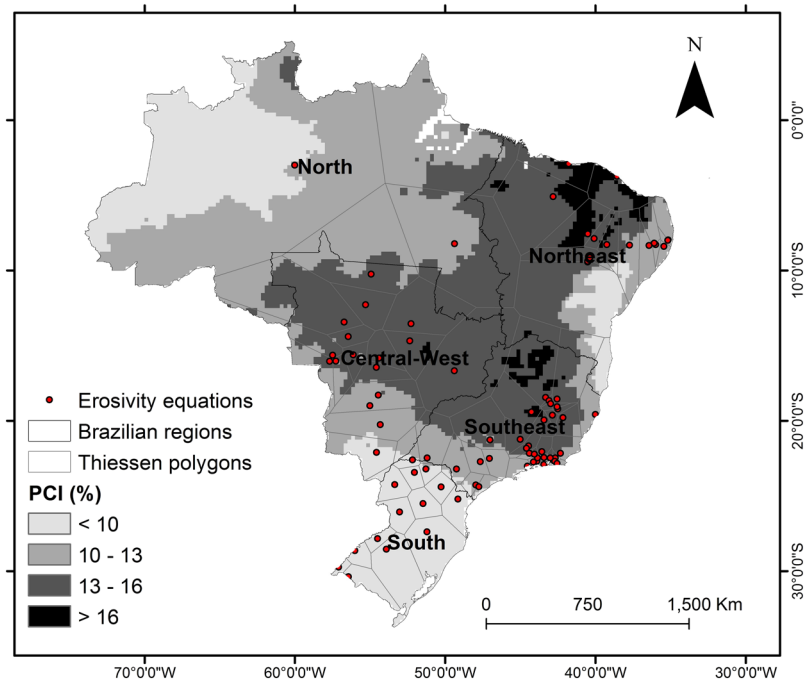 N
North
Northeast
Central-West
Southeast
South
Erosivity equations
Brazilian regions
Thiessen polygons
PCI (%)
< 10
10 - 13
13 - 16
> 16
0 750 1,500 Km
0°0'0"
10°0'0"S
20°0'0"S
30°0'0"S
70°0'0"W 60°0'0"W 50°0'0"W 40°0'0"W 30°0'0"W